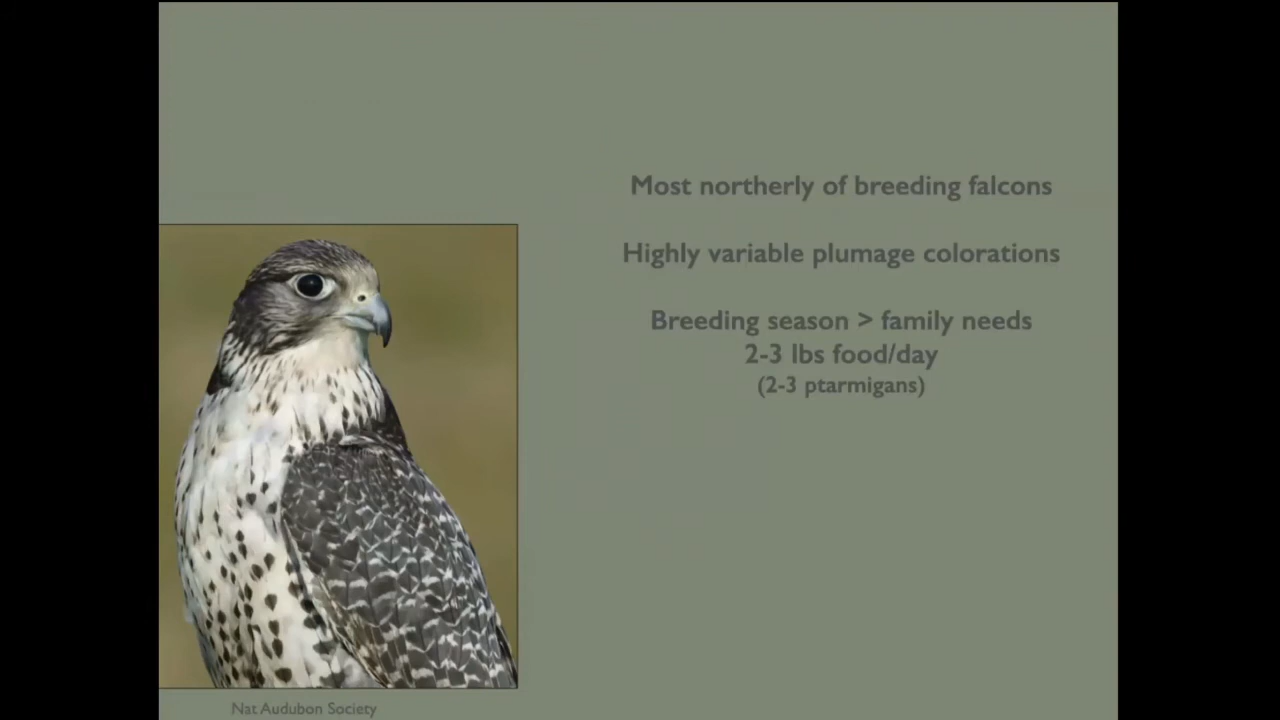 Most northerly of breeding falcons
Highly variable plumage colorations
Breeding season > family needs
2-3 lbs food/day
(2-3 ptarmigans)
Nat Audubon Society